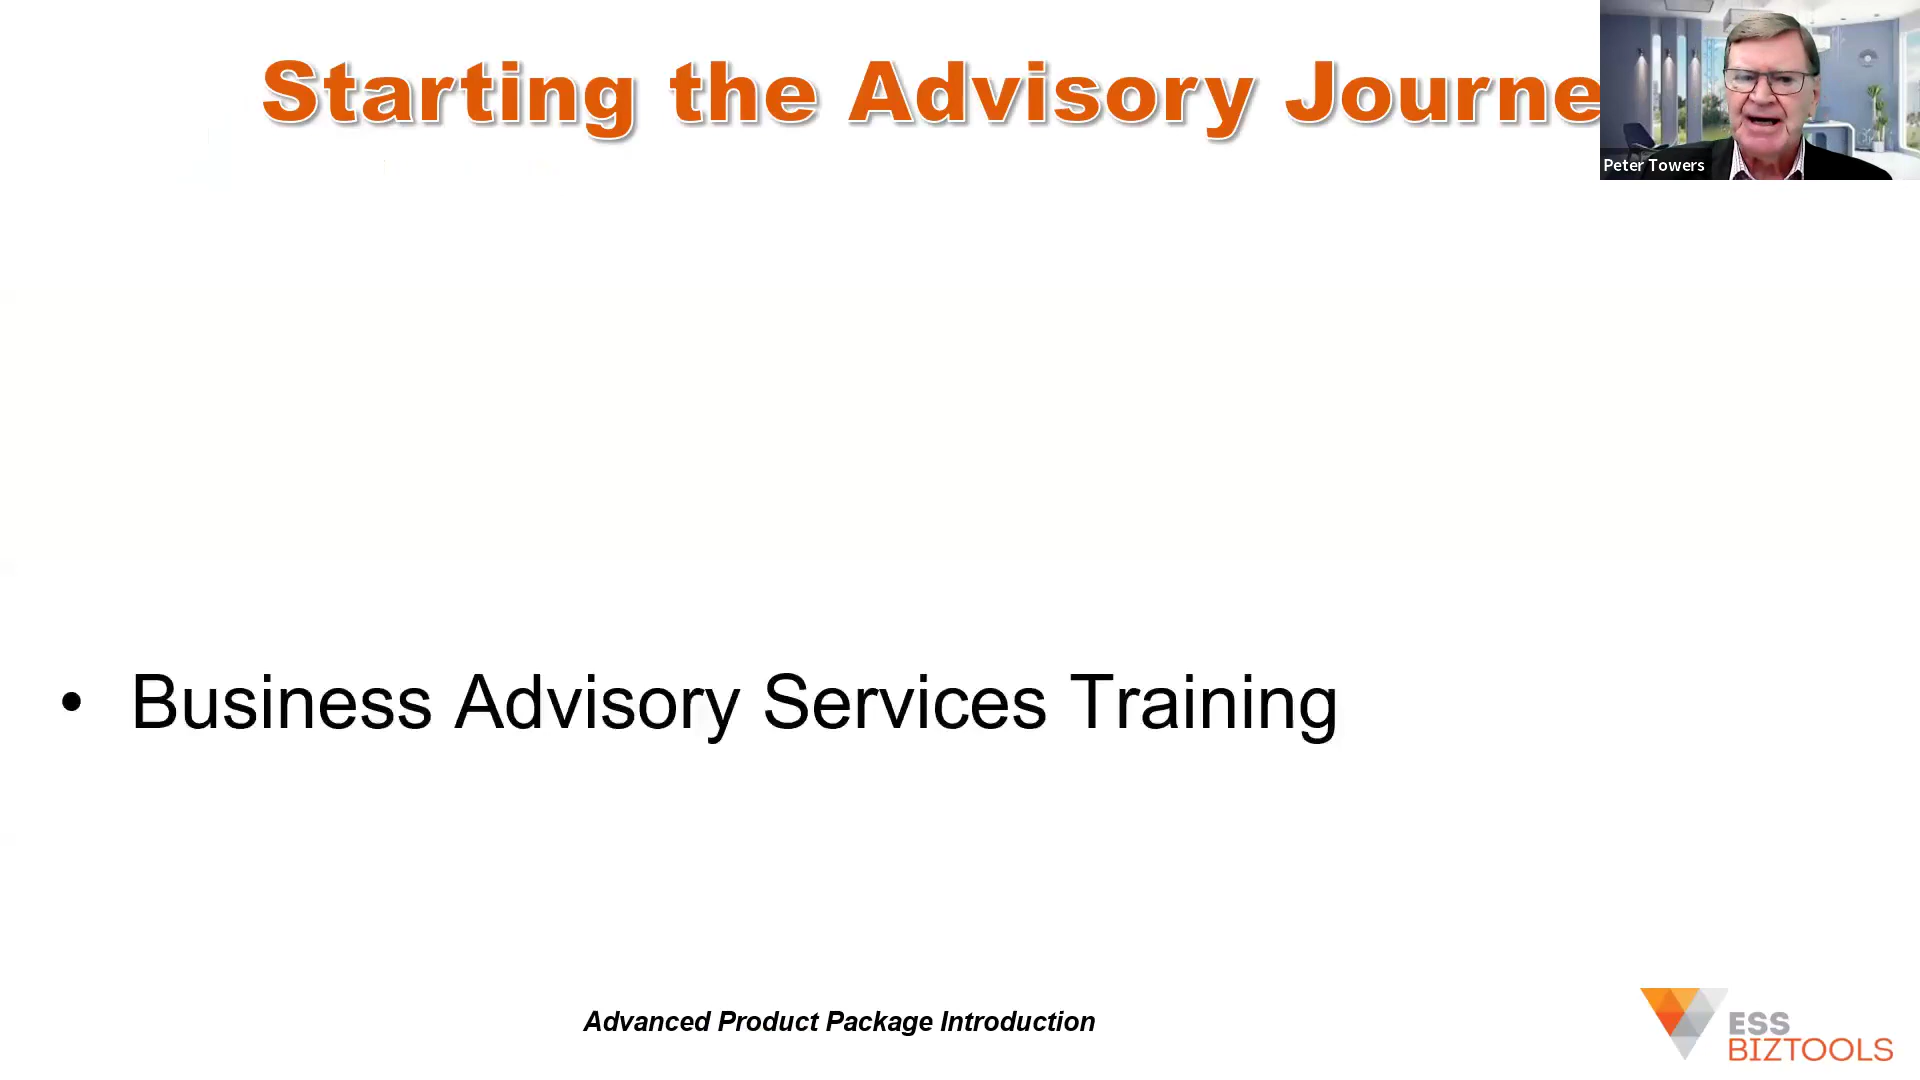 Starting the Advisory Journe
Peter Towers
• Business Advisory Services Training
Advanced Product Package Introduction
ESS
BIZTOOLS